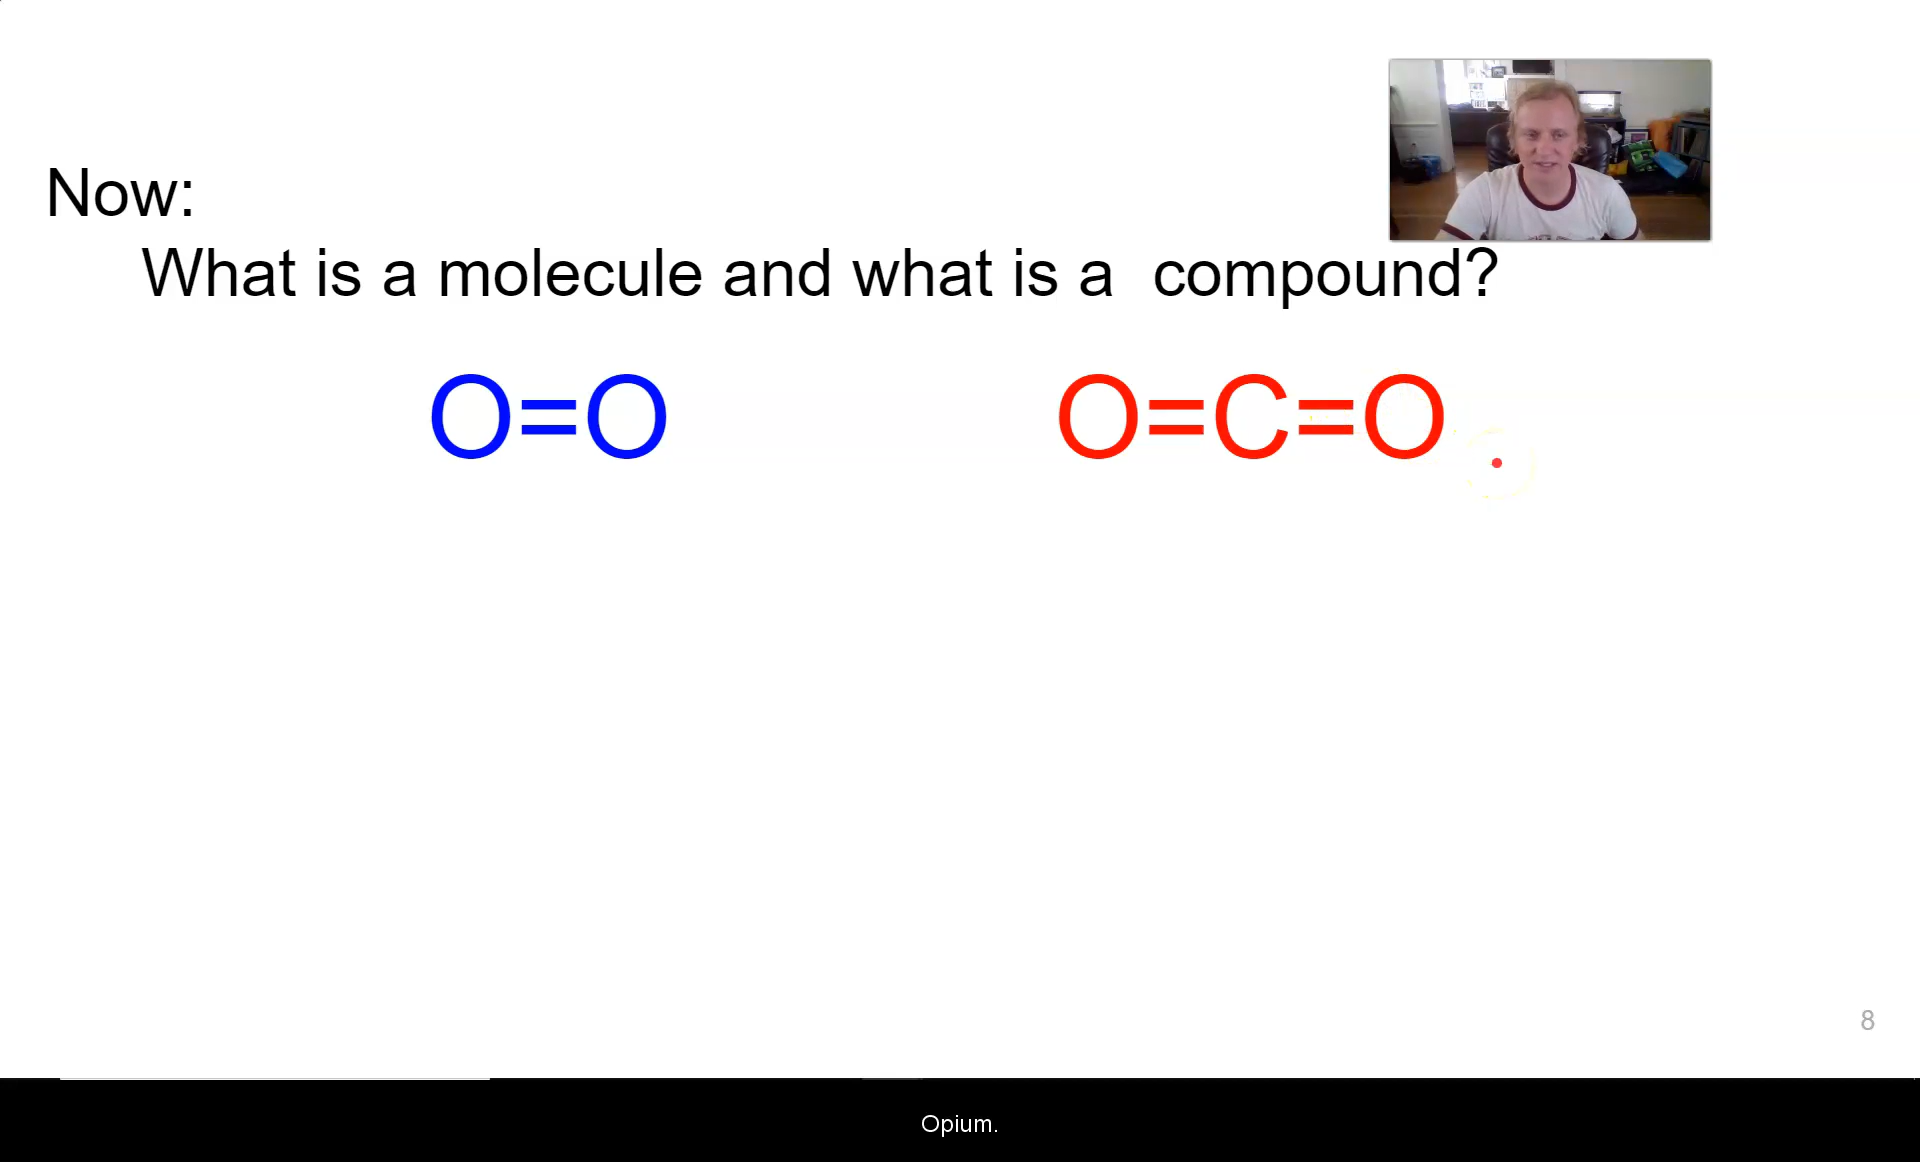 Now:
What is a molecule and what is a  compound?
O=O
O=C=O
8
Opium.